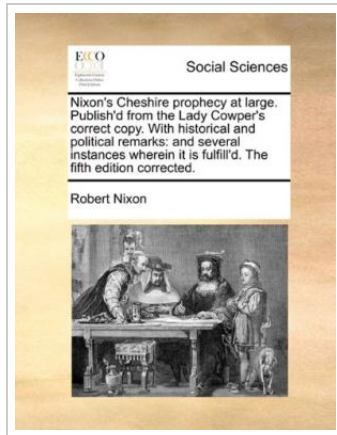 ECCO
Social Sciences
Nixon's Cheshire prophecy at large.
Publish'd from the Lady Cowper's
correct copy. With historical and
political remarks: and several
instances wherein it is fulfill'd. The
fifth edition corrected.
Robert Nixon